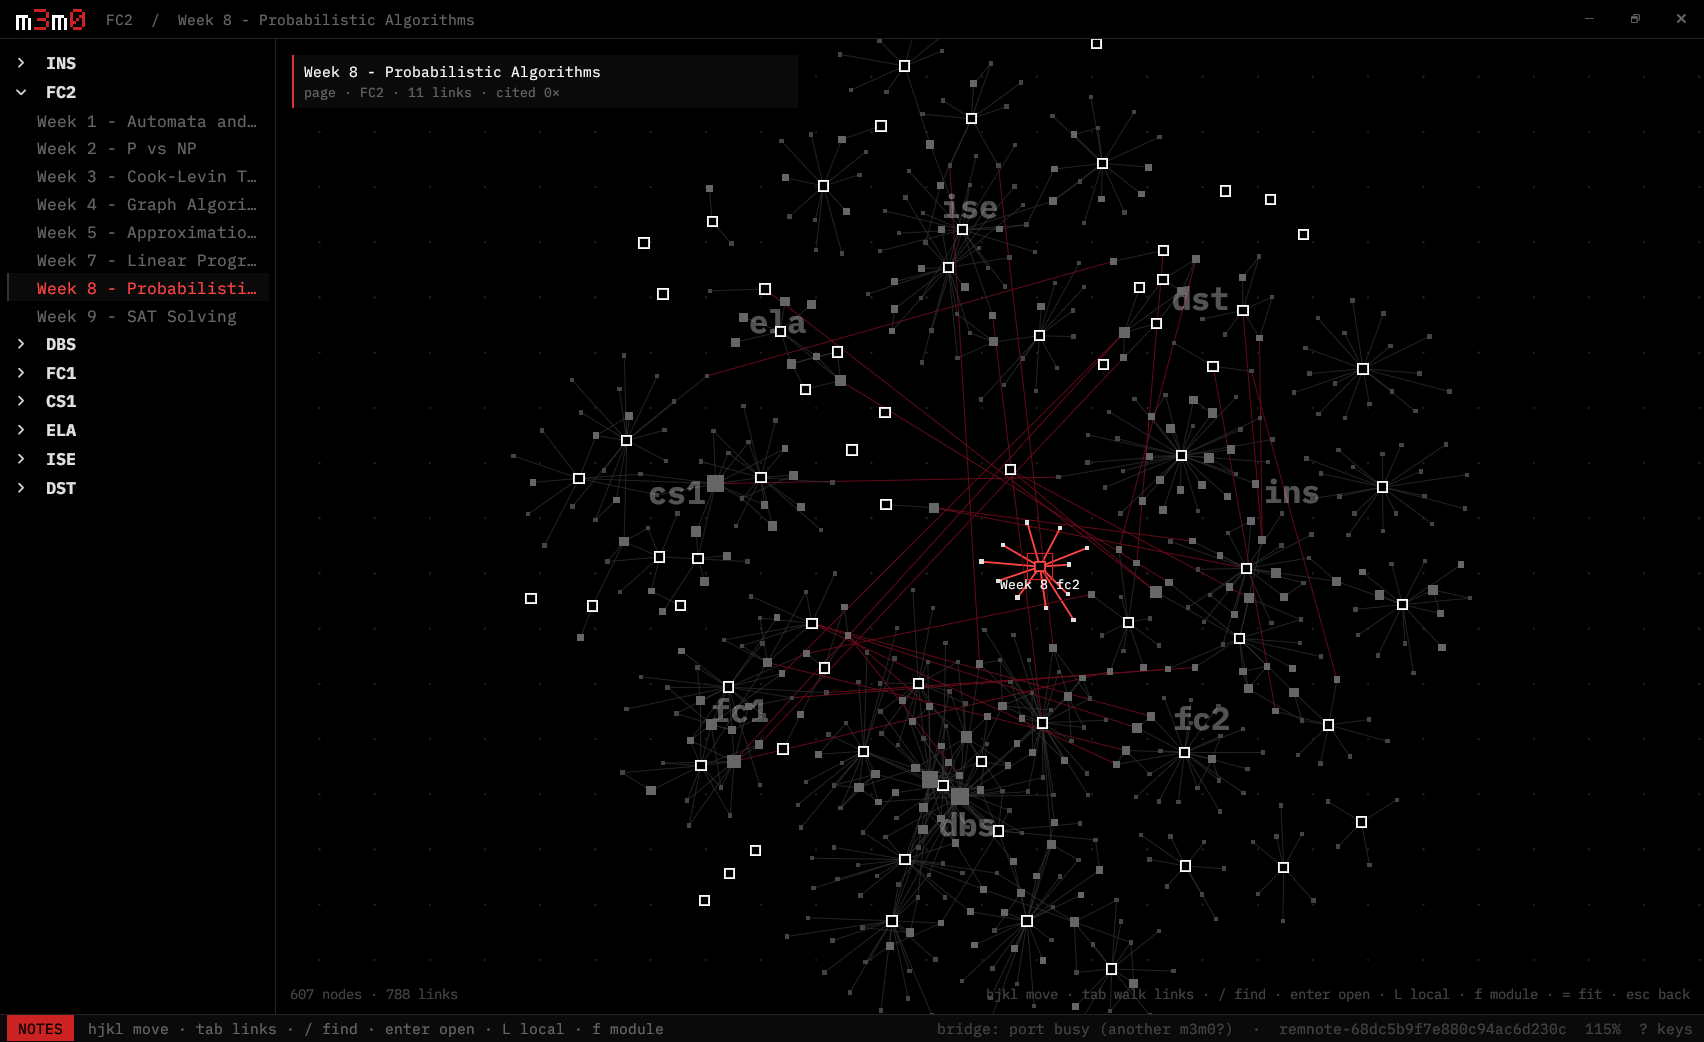 m3m0 FC2 / Week 8 - Probabilistic Algorithms
INS
FC2
Week 1 - Automata and…
Week 2 - P vs NP
Week 3 - Cook-Levin T…
Week 4 - Graph Algori…
Week 5 - Approximatio…
Week 7 - Linear Progr…
Week 8 - Probabilisti…
Week 9 - SAT Solving
DBS
FC1
CS1
ELA
ISE
DST
Week 8 - Probabilistic Algorithms
page · FC2 · 11 links · cited 0×
ise
dst
ela
cs1
ins
Week 8 fc2
fc1
fc2
dbs
607 nodes · 788 links
hjkl move · tab walk links · / find · enter open · L local · f module · = fit · esc back
NOTES hjkl move · tab links · / find · enter open · L local · f module
bridge: port busy (another m3m0?) · remnote-68dc5b9f7e880c94ac6d230c 115% ? keys